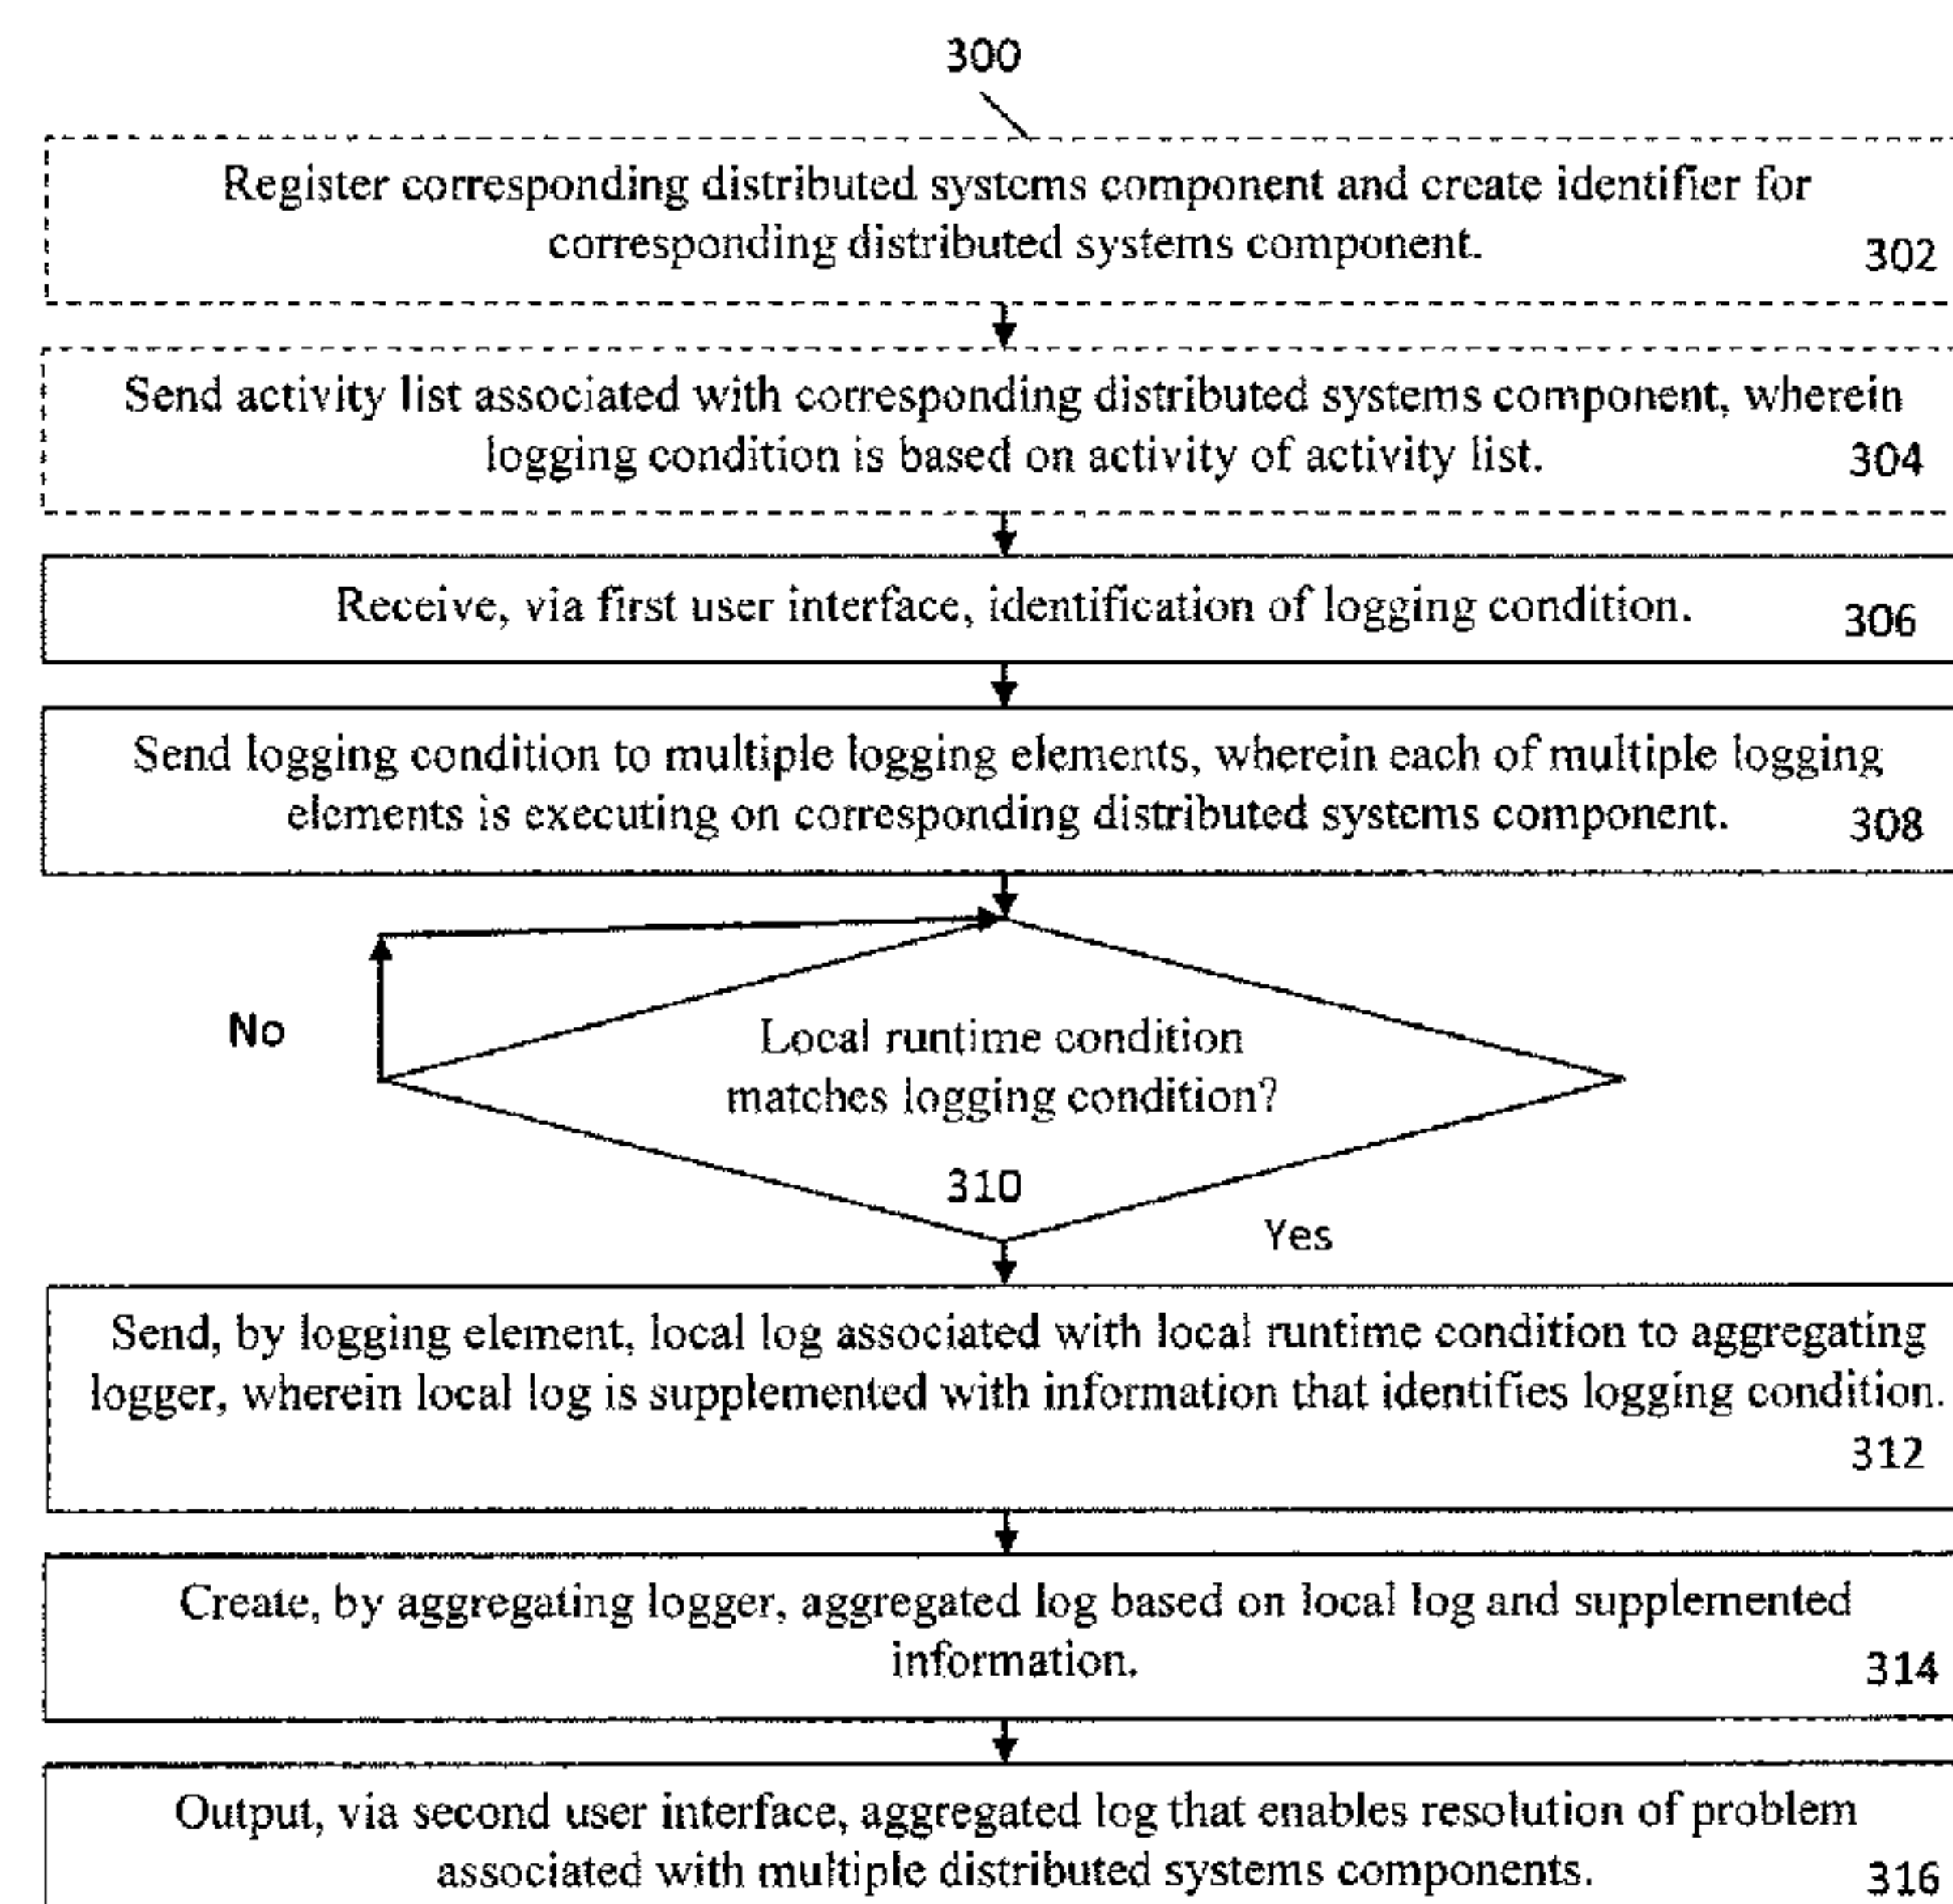 300
Register corresponding distributed systems component and create identifier for
corresponding distributed systems component.
302
Send activity list associated with corresponding distributed systems component, wherein
logging condition is based on activity of activity list.
304
Receive, via first user interface, identification of logging condition.
306
Send logging condition to multiple logging elements, wherein each of multiple logging
elements is executing on corresponding distributed systems component.
308
No
Local runtime condition
matches logging condition?
310
Yes
Send, by logging element, local log associated with local runtime condition to aggregating
logger, wherein local log is supplemented with information that identifies logging condition.
312
Create, by aggregating logger, aggregated log based on local log and supplemented
information.
314
Output, via second user interface, aggregated log that enables resolution of problem
associated with multiple distributed systems components.
316